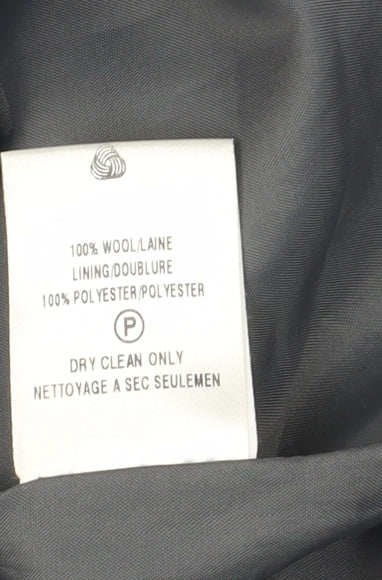 100% WOOL/LAINE
LINING/DOUBLURE
100% POLYESTER/POLYESTER
P
DRY CLEAN ONLY
NETTOYAGE A SEC SEULEMEN